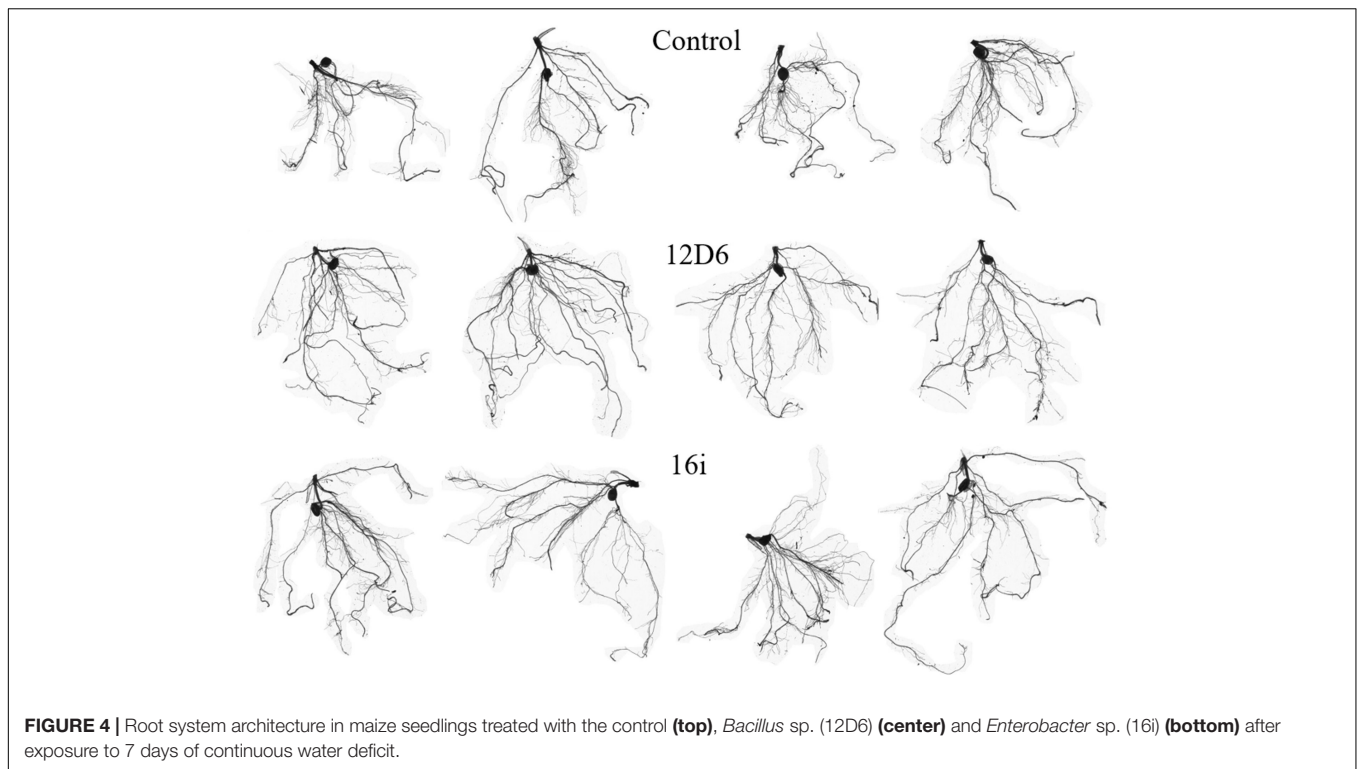 Control
12D6
16i
FIGURE 4 | Root system architecture in maize seedlings treated with the control (top), Bacillus sp. (12D6) (center) and Enterobacter sp. (16i) (bottom) after
exposure to 7 days of continuous water deficit.